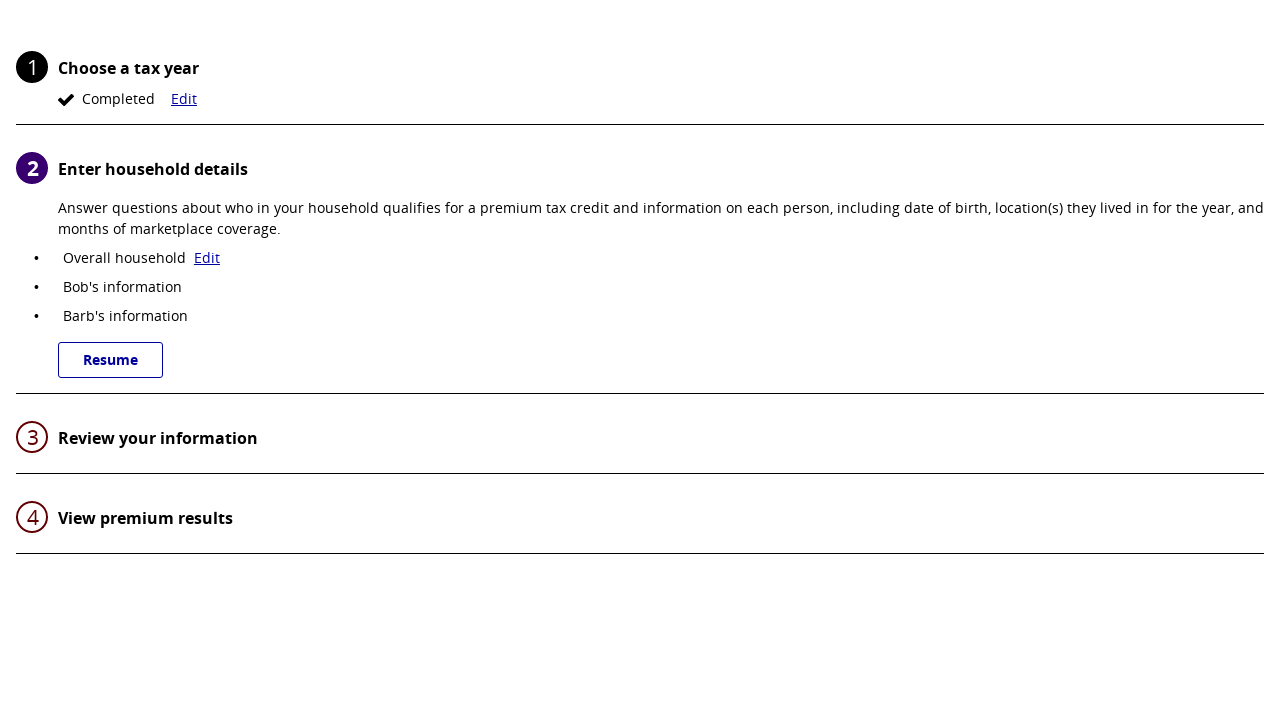 1 Choose a tax year
Completed Edit
2 Enter household details
Answer questions about who in your household qualifies for a premium tax credit and information on each person, including date of birth, location(s) they lived in for the year, and
months of marketplace coverage.
• Overall household Edit
• Bob's information
• Barb's information
Resume
3 Review your information
4 View premium results